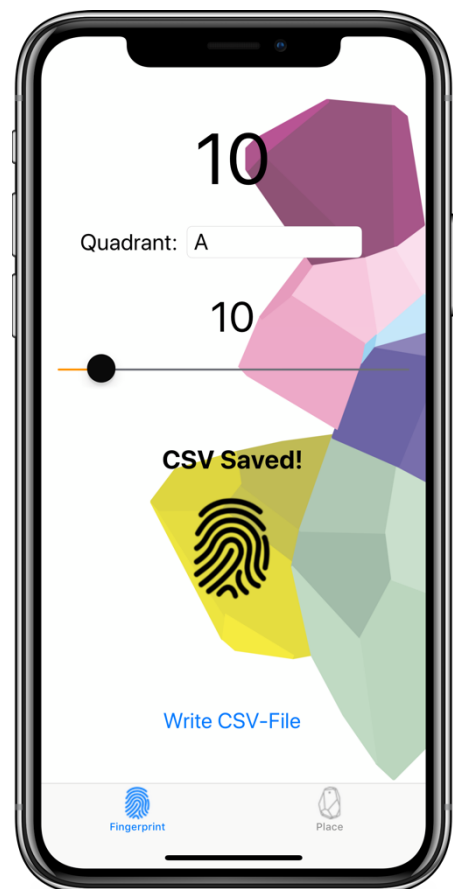 10
Quadrant: A
10
CSV Saved!
Write CSV-File
Fingerprint Place